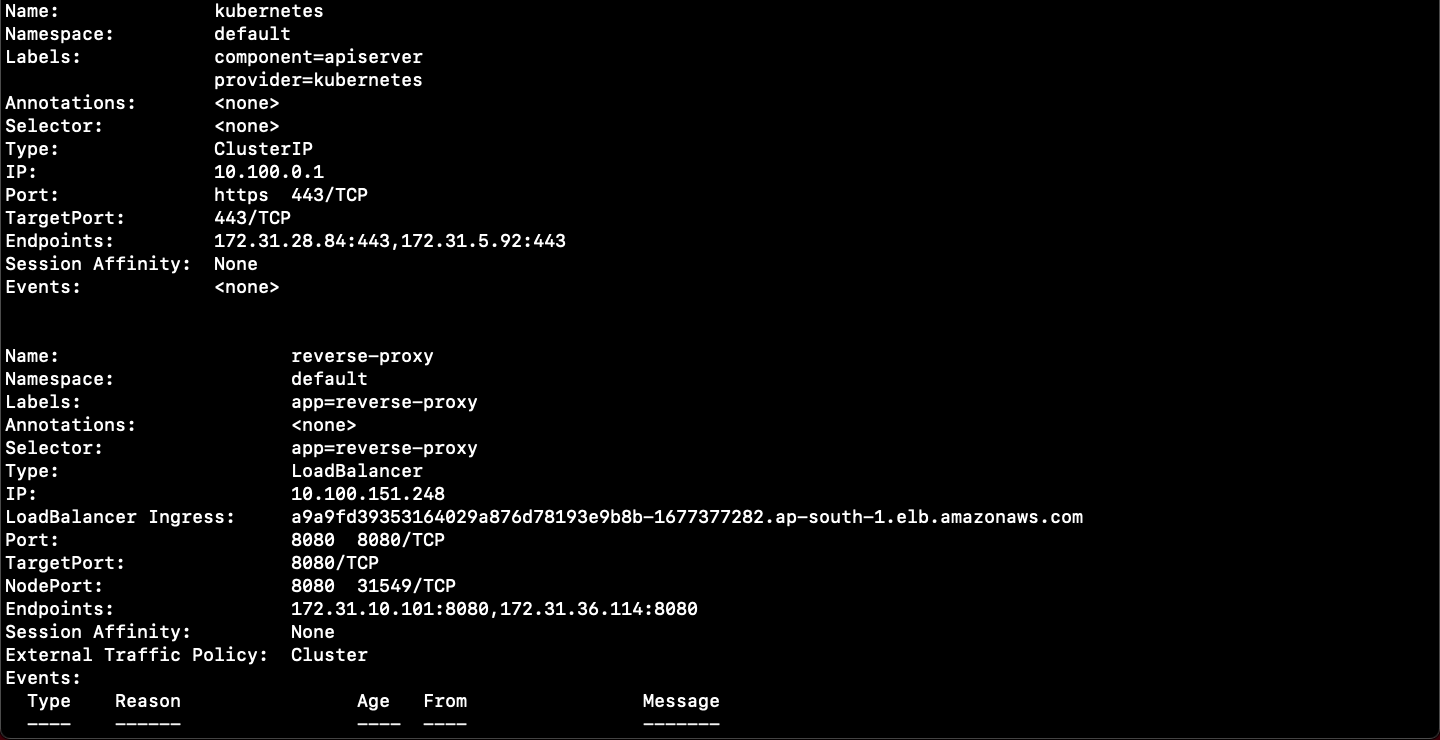 Name:              kubernetes
Namespace:         default
Labels:            component=apiserver
                   provider=kubernetes
Annotations:       <none>
Selector:          <none>
Type:              ClusterIP
IP:                10.100.0.1
Port:              https  443/TCP
TargetPort:        443/TCP
Endpoints:         172.31.28.84:443,172.31.5.92:443
Session Affinity:  None
Events:            <none>


Name:                     reverse-proxy
Namespace:                default
Labels:                   app=reverse-proxy
Annotations:              <none>
Selector:                 app=reverse-proxy
Type:                     LoadBalancer
IP:                       10.100.151.248
LoadBalancer Ingress:     a9a9fd39353164029a876d78193e9b8b-1677377282.ap-south-1.elb.amazonaws.com
Port:                     8080  8080/TCP
TargetPort:               8080/TCP
NodePort:                 8080  31549/TCP
Endpoints:                172.31.10.101:8080,172.31.36.114:8080
Session Affinity:         None
External Traffic Policy:  Cluster
Events:
  Type    Reason                Age   From                Message
  ----    ------                ----  ----                -------